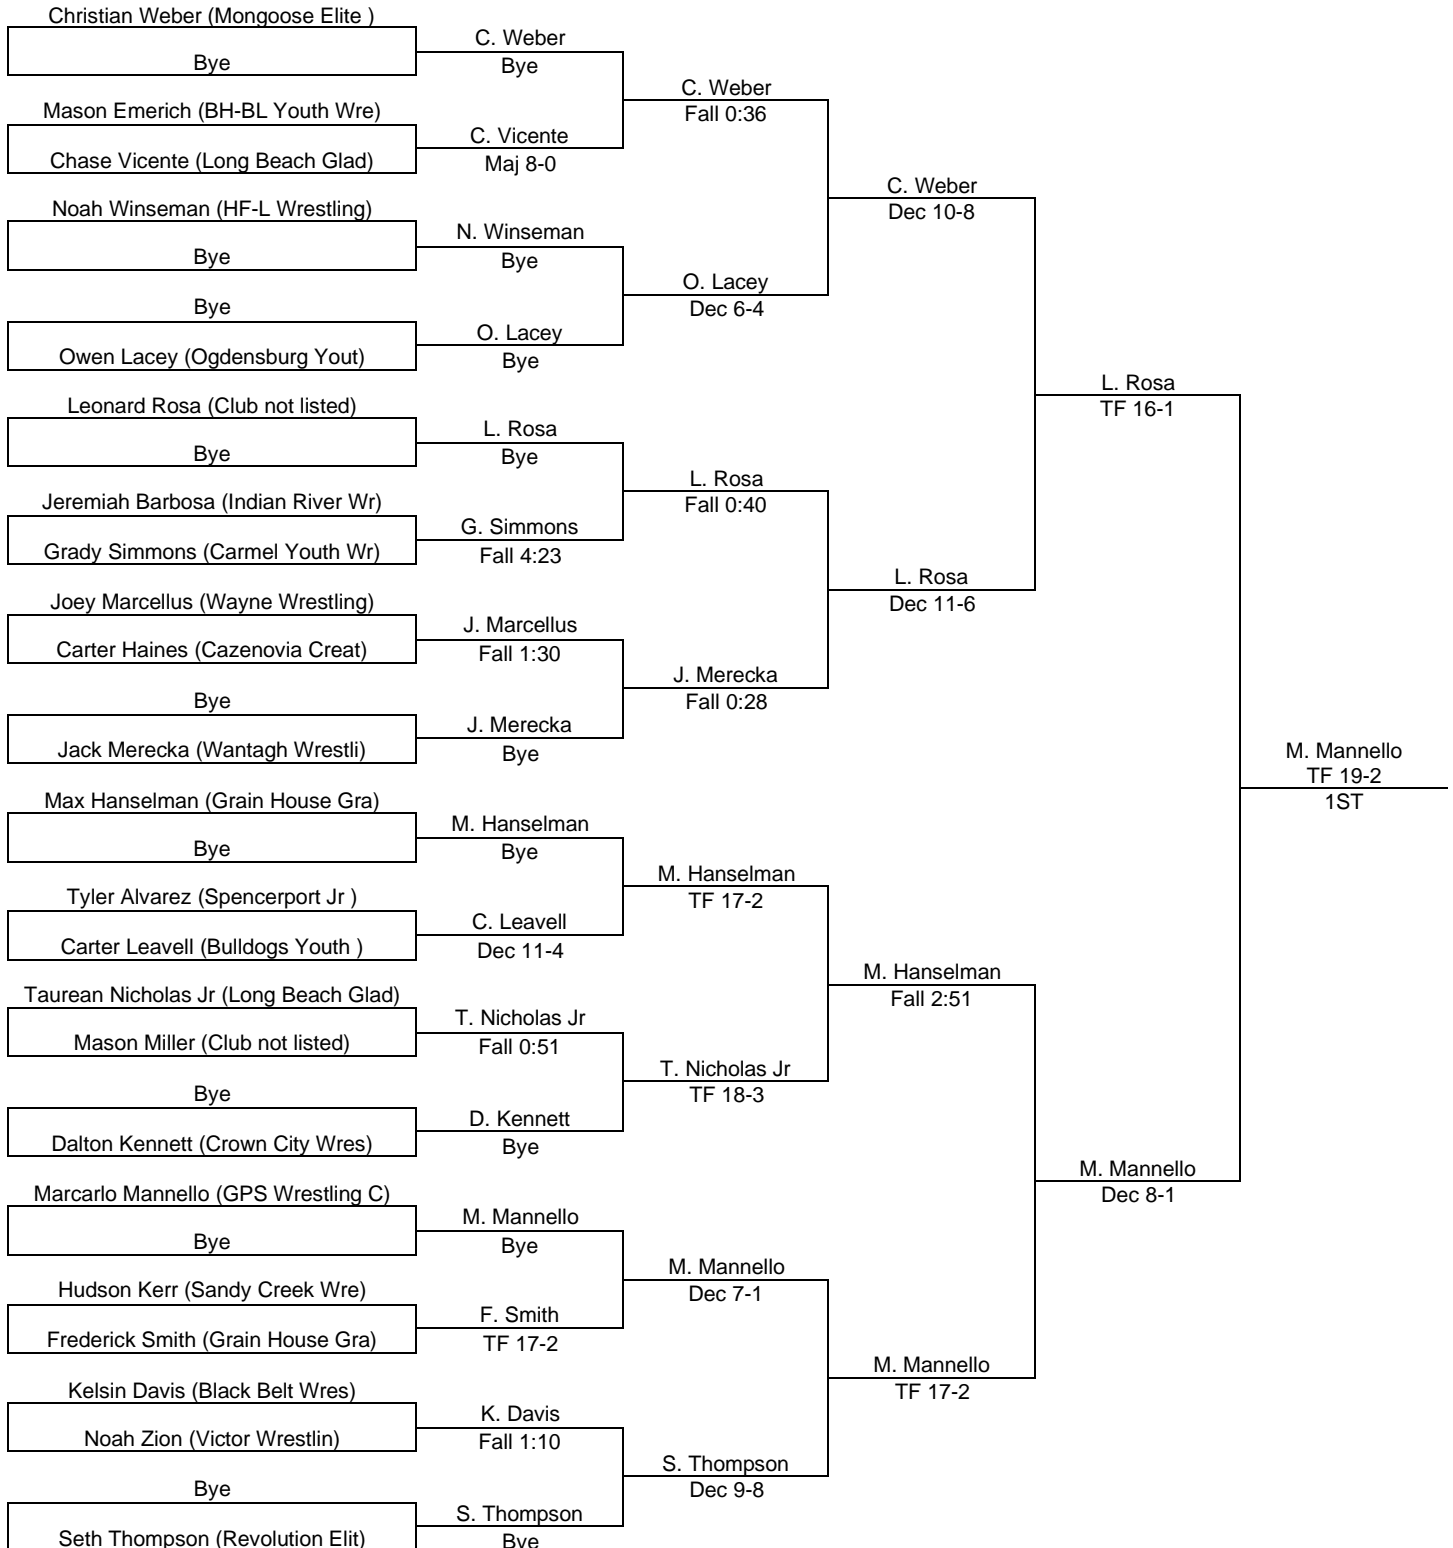 Christian Weber (Mongoose Elite )
Bye
Mason Emerich (BH-BL Youth Wre)
Chase Vicente (Long Beach Glad)
Noah Winseman (HF-L Wrestling)
Bye
Bye
Owen Lacey (Ogdensburg Yout)
Leonard Rosa (Club not listed)
Bye
Jeremiah Barbosa (Indian River Wr)
Grady Simmons (Carmel Youth Wr)
Joey Marcellus (Wayne Wrestling)
Carter Haines (Cazenovia Creat)
Bye
Jack Merecka (Wantagh Wrestli)
Max Hanselman (Grain House Gra)
Bye
Tyler Alvarez (Spencerport Jr )
Carter Leavell (Bulldogs Youth )
Taurean Nicholas Jr (Long Beach Glad)
Mason Miller (Club not listed)
Bye
Dalton Kennett (Crown City Wres)
Marcarlo Mannello (GPS Wrestling C)
Bye
Hudson Kerr (Sandy Creek Wre)
Frederick Smith (Grain House Gra)
Kelsin Davis (Black Belt Wres)
Noah Zion (Victor Wrestlin)
Bye
Seth Thompson (Revolution Elit)
C. Weber
Bye
C. Vicente
Maj 8-0
N. Winseman
Bye
O. Lacey
Bye
L. Rosa
Bye
G. Simmons
Fall 4:23
J. Marcellus
Fall 1:30
J. Merecka
Bye
M. Hanselman
Bye
C. Leavell
Dec 11-4
T. Nicholas Jr
Fall 0:51
D. Kennett
Bye
M. Mannello
Bye
F. Smith
TF 17-2
K. Davis
Fall 1:10
S. Thompson
Bye
C. Weber
Fall 0:36
O. Lacey
Dec 6-4
L. Rosa
Fall 0:40
J. Merecka
Fall 0:28
M. Hanselman
TF 17-2
T. Nicholas Jr
TF 18-3
M. Mannello
Dec 7-1
S. Thompson
Dec 9-8
C. Weber
Dec 10-8
L. Rosa
Dec 11-6
M. Hanselman
Fall 2:51
M. Mannello
TF 17-2
L. Rosa
TF 16-1
M. Mannello
Dec 8-1
M. Mannello
TF 19-2
1ST